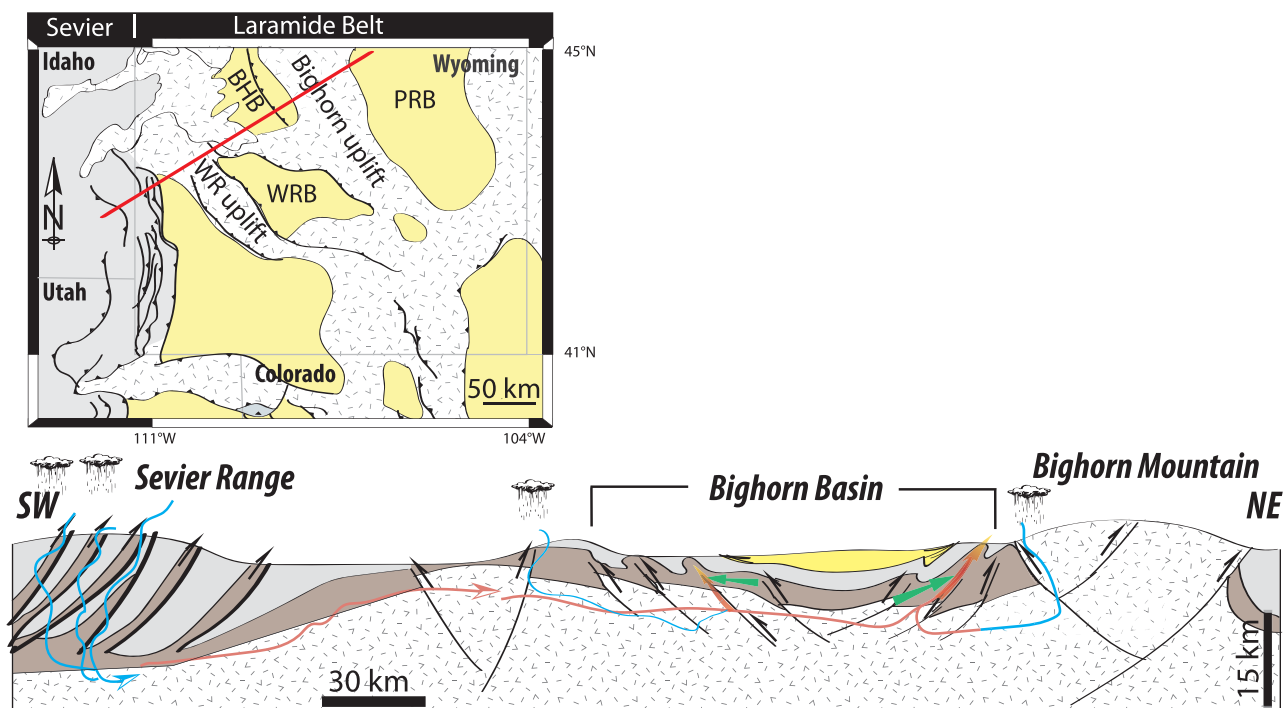 Sevier
Laramide Belt
45°N
Idaho
Wyoming
BHB
Bighorn uplift
PRB
WR uplift
WRB
N
Utah
41°N
Colorado
50 km
111°W
104°W
Sevier Range
Bighorn Mountain
SW
Bighorn Basin
NE
30 km
15 km